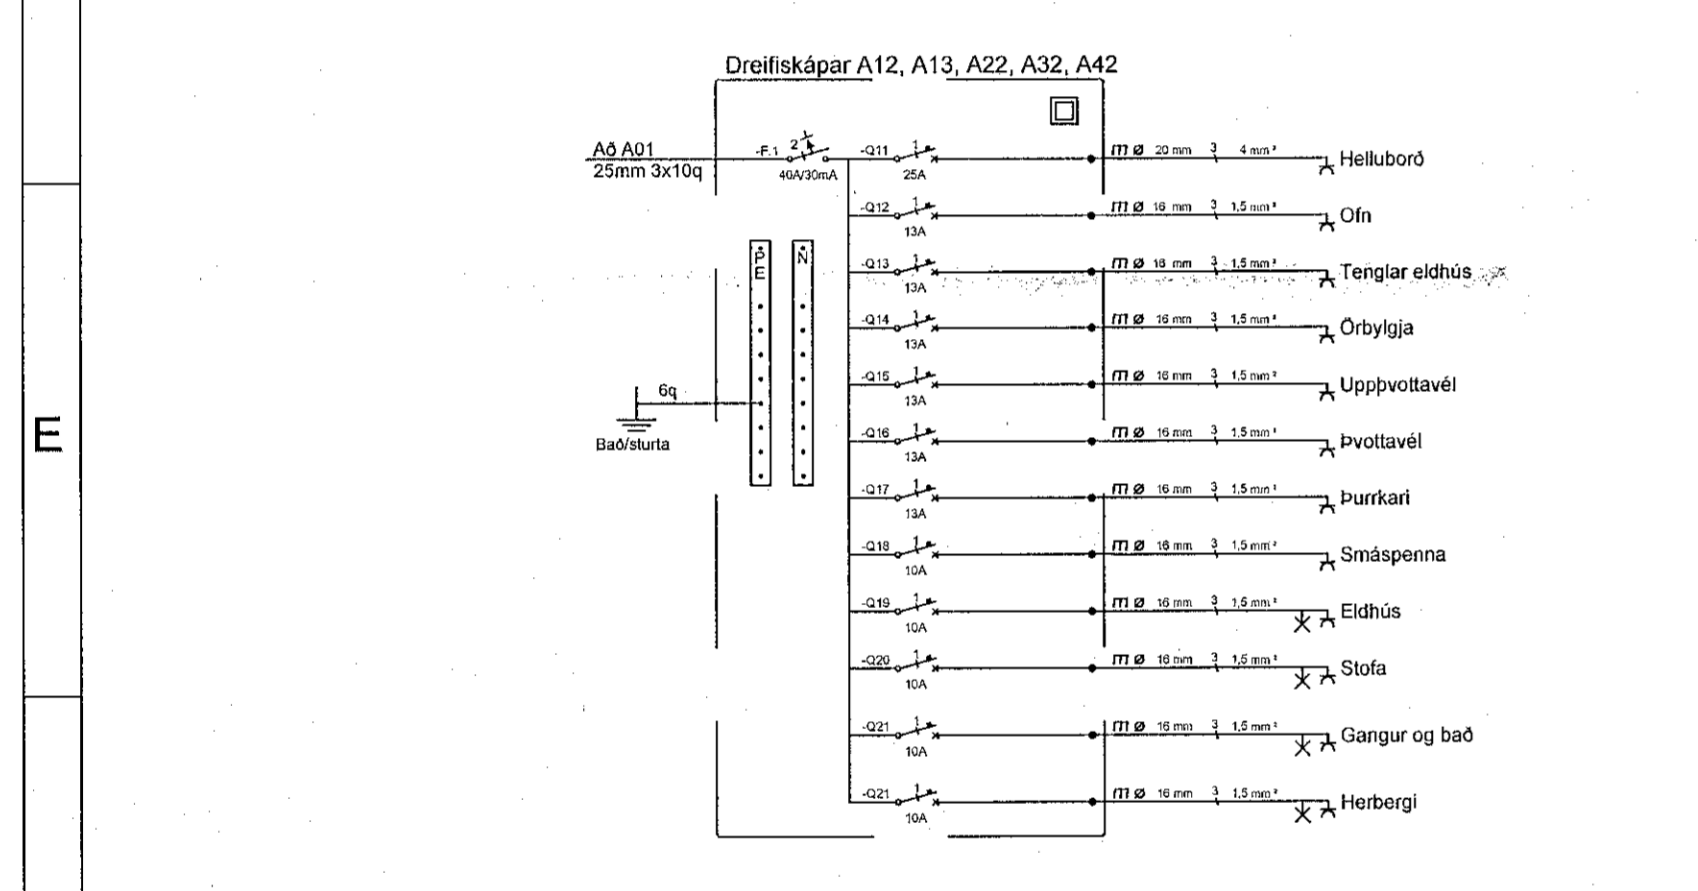 Dreifiskápar A12, A13, A22, A32, A42
Að A01
25mm 3x10q
-F.1 2
40A/30mA
-Q11 1 25A m Ø 20 mm 3 4 mm² Helluborð
-Q12 1 13A m Ø 16 mm 3 1,5 mm² Ofn
-Q13 1 13A m Ø 16 mm 3 1,5 mm² Tenglar eldhús
-Q14 1 13A m Ø 16 mm 3 1,5 mm² Örbylgja
-Q15 1 13A m Ø 16 mm 3 1,5 mm² Uppþvottavél
-Q16 1 13A m Ø 16 mm 3 1,5 mm² Þvottavél
-Q17 1 13A m Ø 16 mm 3 1,5 mm² Þurrkari
-Q18 1 10A m Ø 16 mm 3 1,5 mm² Smáspenna
-Q19 1 10A m Ø 16 mm 3 1,5 mm² Eldhús
-Q20 1 10A m Ø 16 mm 3 1,5 mm² Stofa
-Q21 1 10A m Ø 16 mm 3 1,5 mm² Gangur og bað
-Q21 1 10A m Ø 16 mm 3 1,5 mm² Herbergi
PE
N
6q
Bað/sturta
E